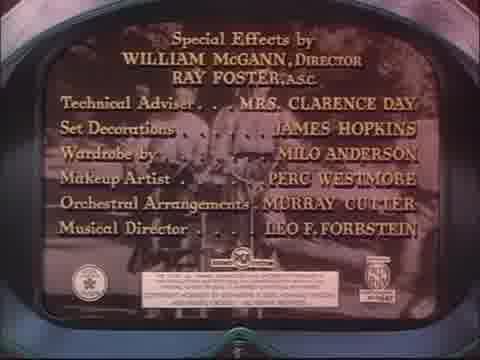 Special Effects by
WILLIAM McGANN, DIRECTOR
RAY FOSTER, A.S.C.
Technical Adviser . . . MRS. CLARENCE DAY
Set Decorations . . . . . JAMES HOPKINS
Wardrobe by . . . . . MILO ANDERSON
Makeup Artist . . . . . PERC WESTMORE
Orchestral Arrangements . MURRAY CUTTER
Musical Director . . . . . LEO F. FORBSTEIN